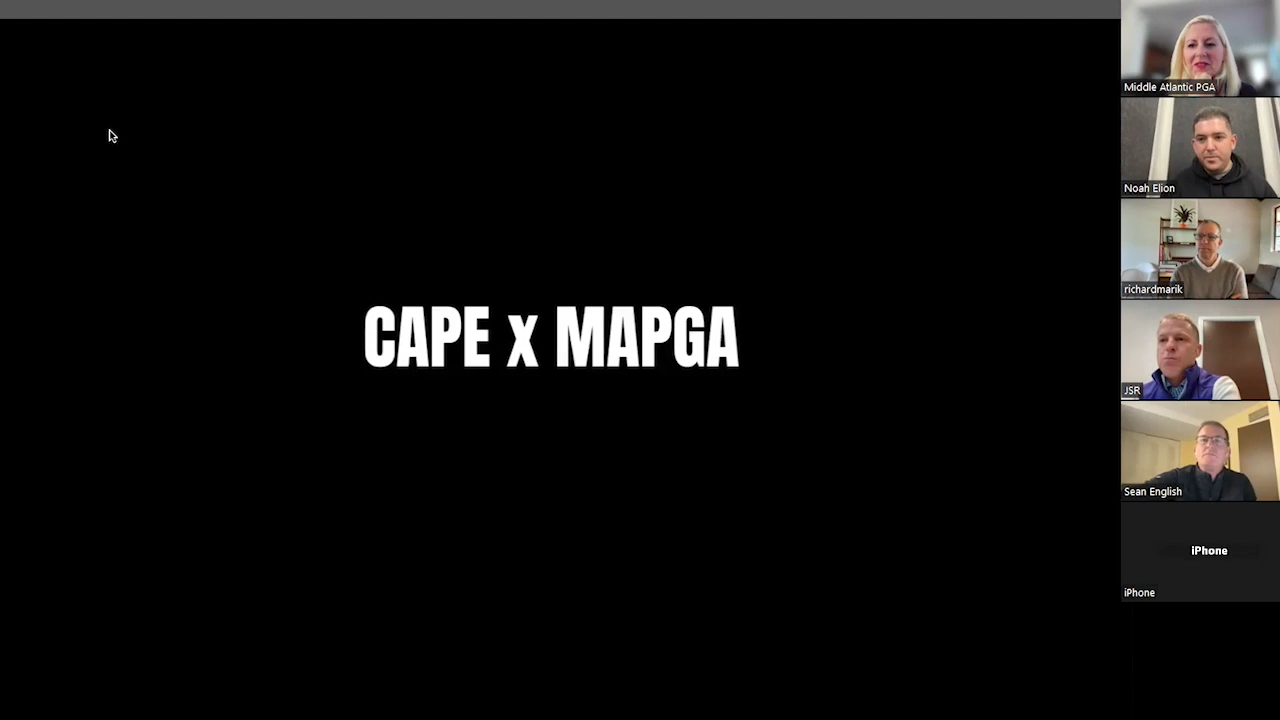 CAPE x MAPGA
Middle Atlantic PGA
Noah Elion
richardmarik
JSR
Sean English
iPhone
iPhone